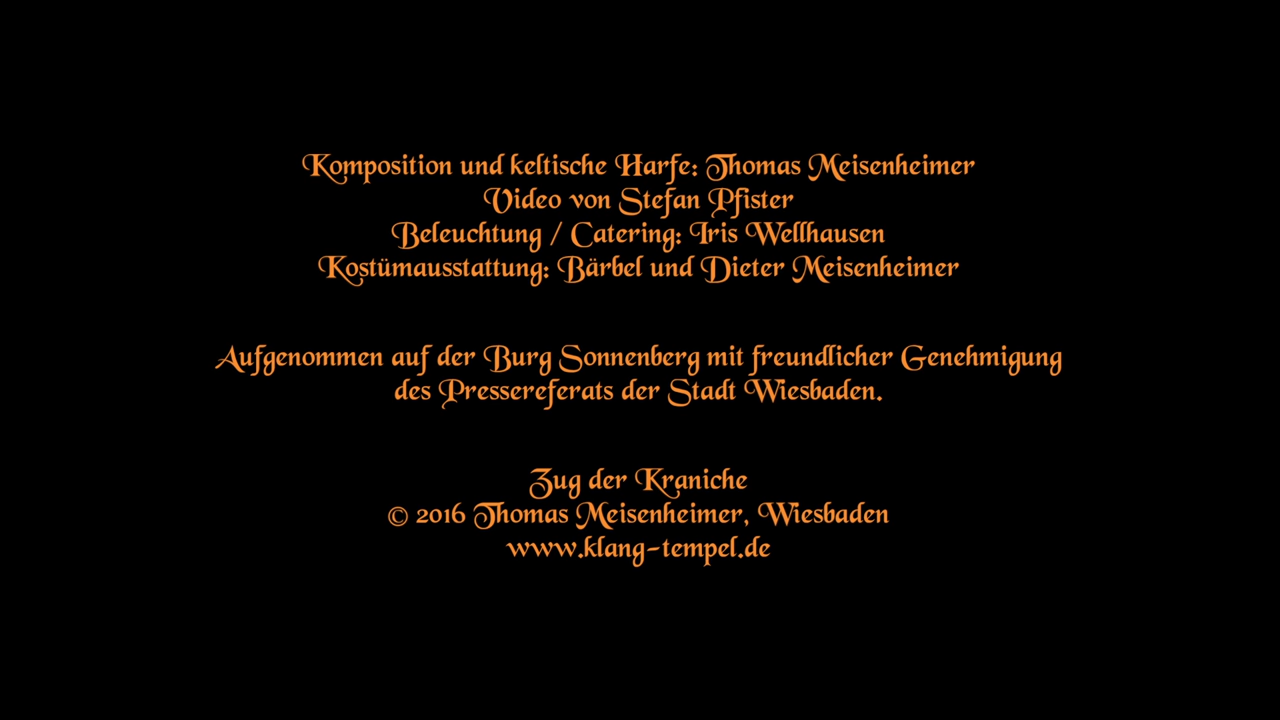 Komposition und keltische Harfe: Thomas Meisenheimer
Video von Stefan Pfister
Beleuchtung / Catering: Iris Wellhausen
Kostümausstattung: Bärbel und Dieter Meisenheimer
Aufgenommen auf der Burg Sonnenberg mit freundlicher Genehmigung
des Pressereferats der Stadt Wiesbaden.
Zug der Kraniche
© 2016 Thomas Meisenheimer, Wiesbaden
www.klang-tempel.de